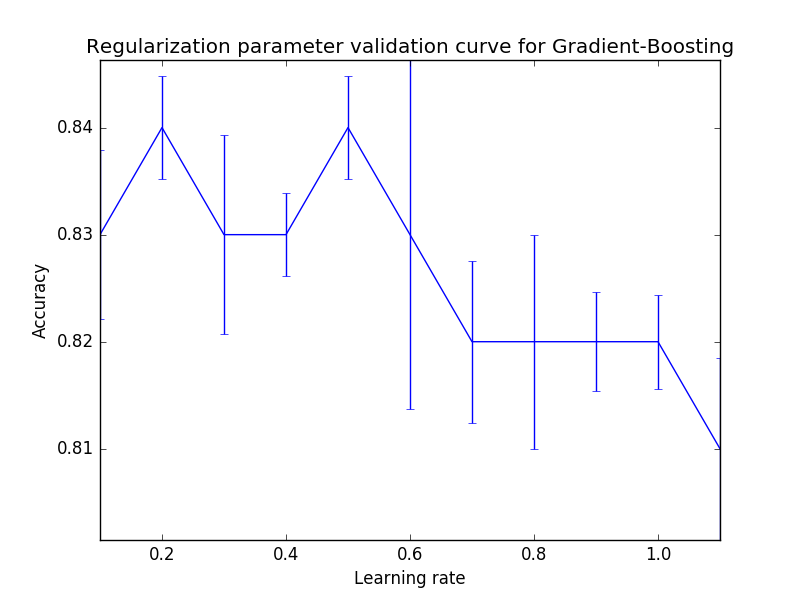 Regularization parameter validation curve for Gradient-Boosting
0.84
0.83
0.82
0.81
Accuracy
0.2 0.4 0.6 0.8 1.0
Learning rate